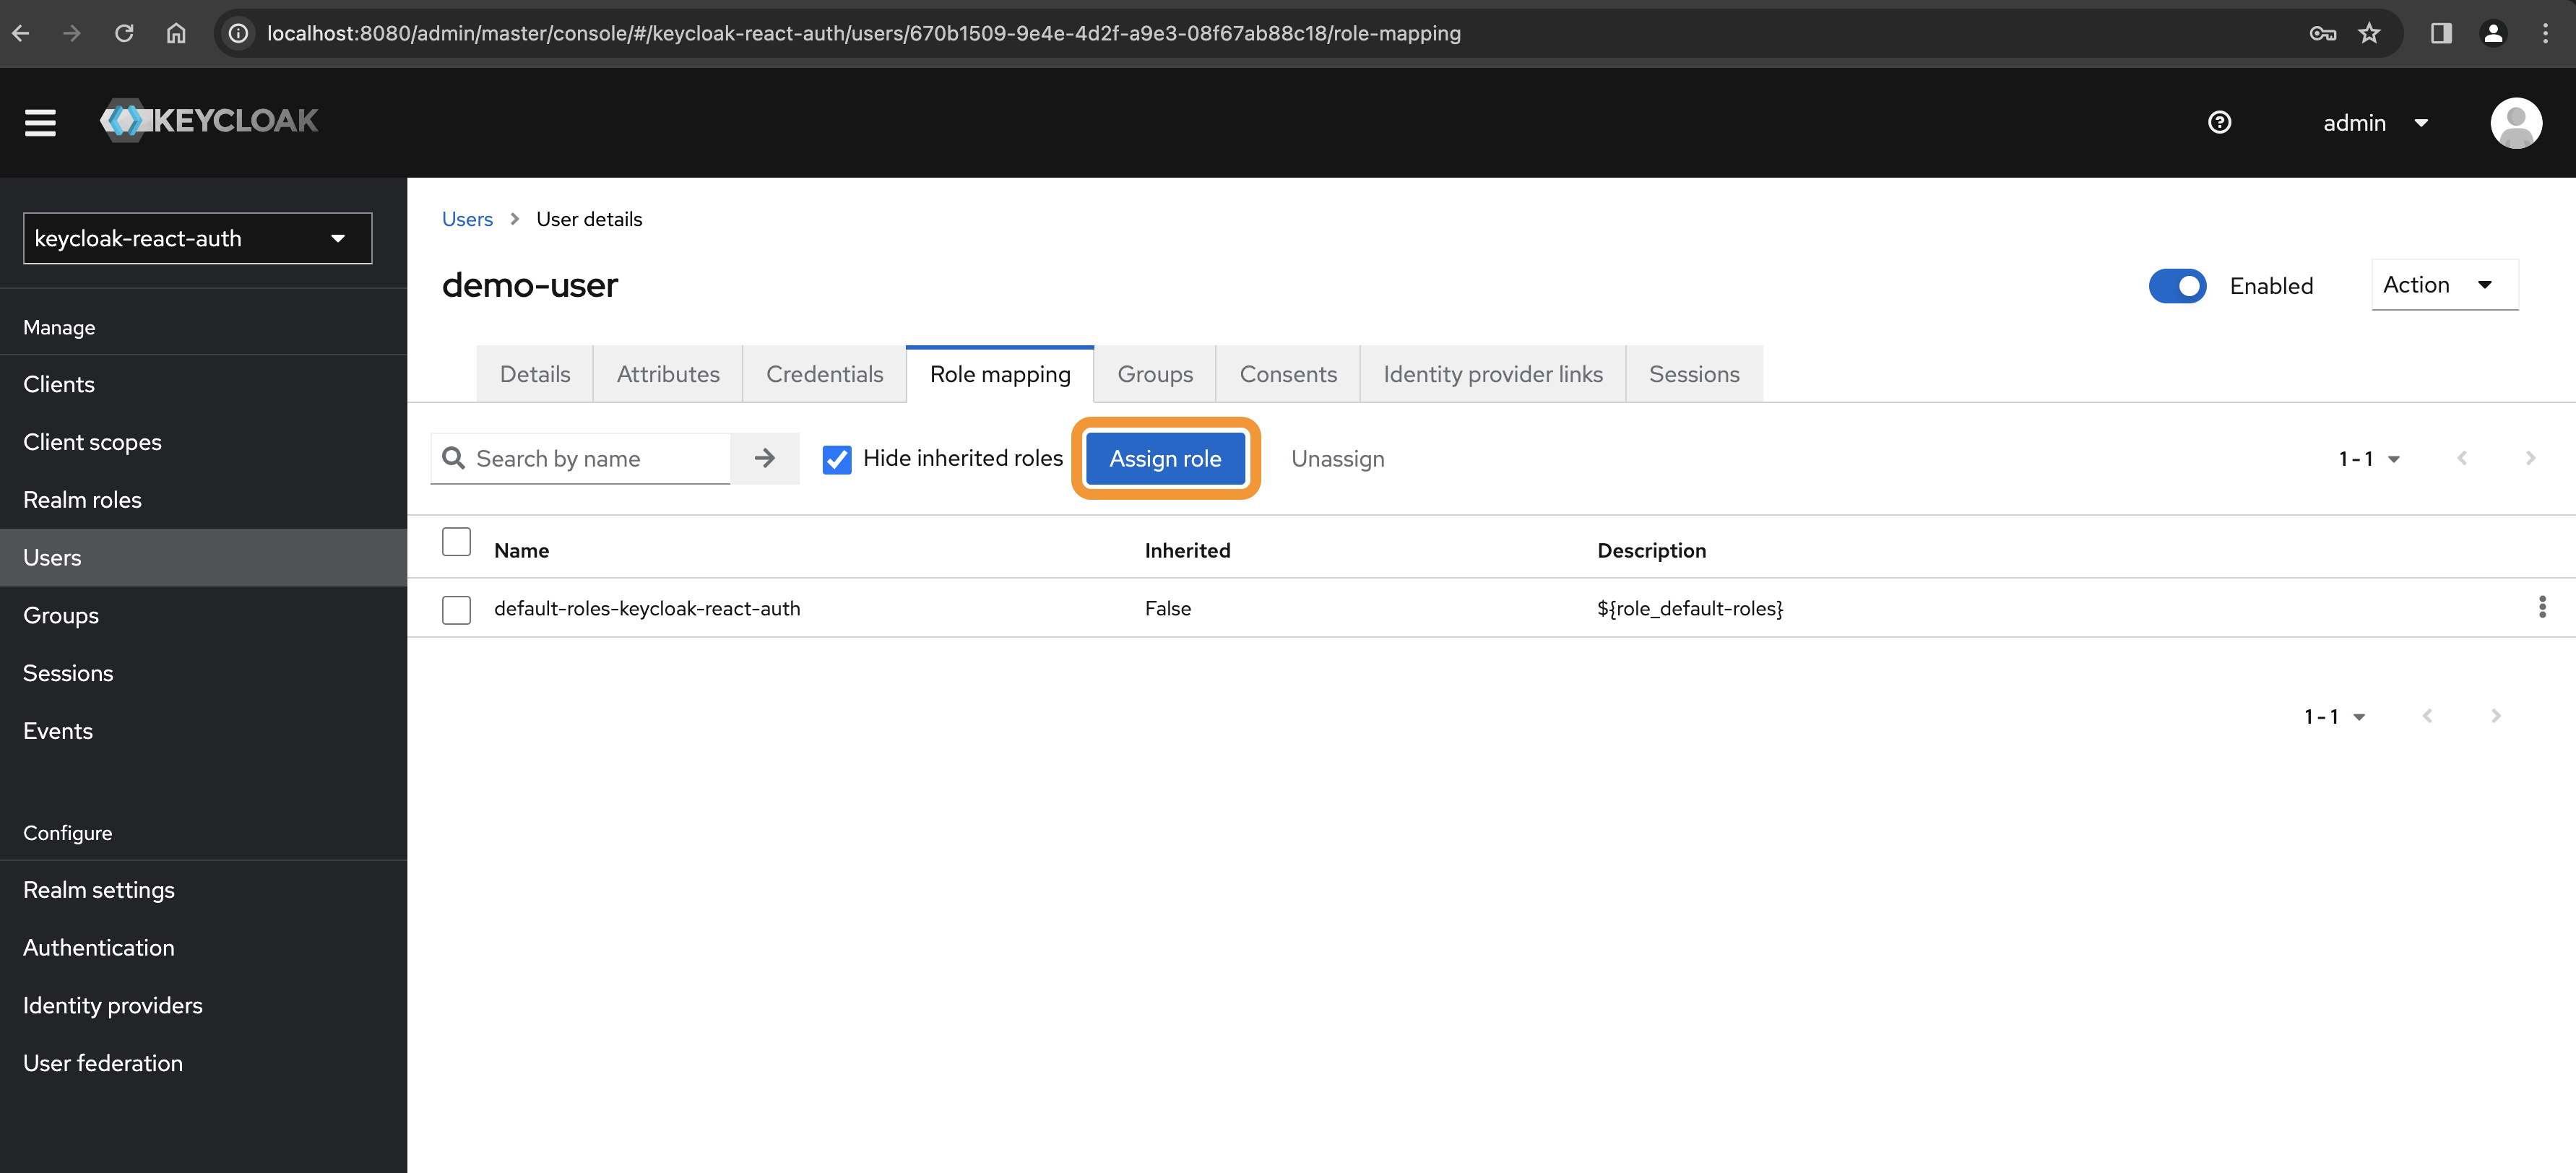 localhost:8080/admin/master/console/#/keycloak-react-auth/users/670b1509-9e4e-4d2f-a9e3-08f67ab88c18/role-mapping
KEYCLOAK
admin
keycloak-react-auth
Manage
Clients
Client scopes
Realm roles
Users
Groups
Sessions
Events
Configure
Realm settings
Authentication
Identity providers
User federation
Users > User details
demo-user
Enabled
Action
Details Attributes Credentials Role mapping Groups Consents Identity provider links Sessions
Search by name Hide inherited roles Assign role Unassign 1 - 1
Name Inherited Description
default-roles-keycloak-react-auth False ${role_default-roles}
1 - 1